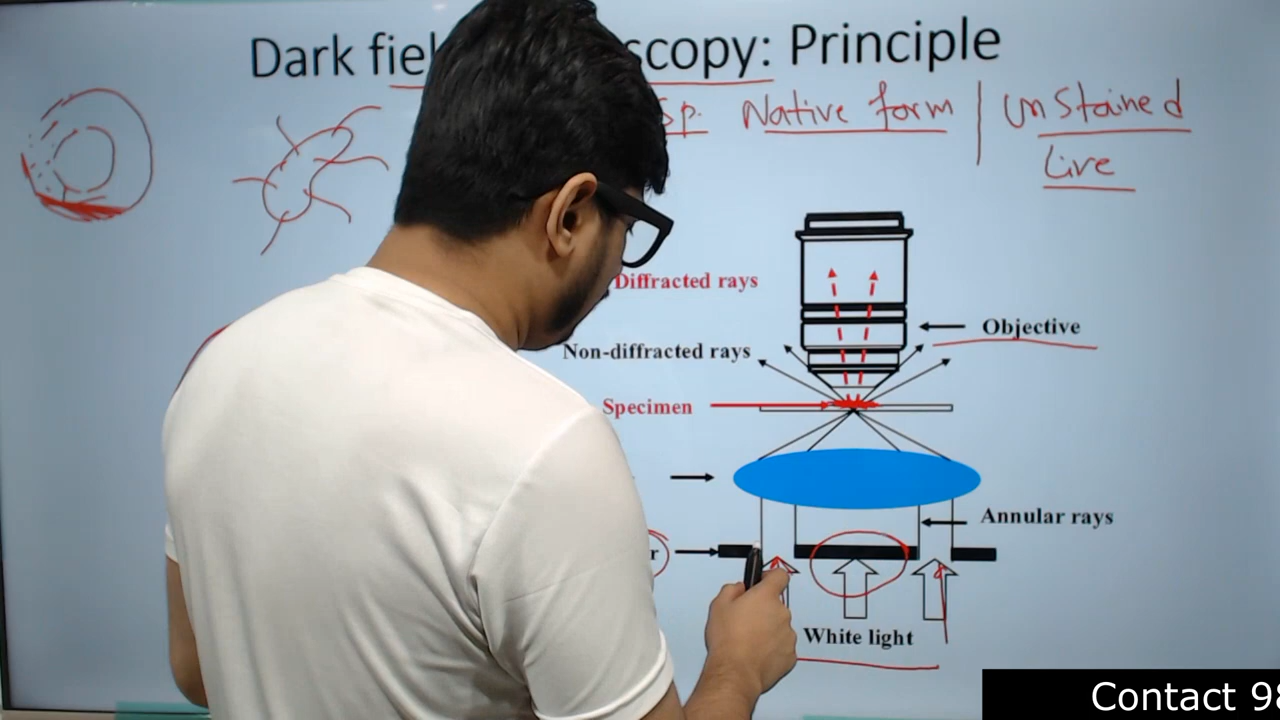 Dark fiel scopy: Principle
sp. Native form | Unstained
Live
Diffracted rays
Objective
Non-diffracted rays
Specimen
Annular rays
r
White light
Contact 98